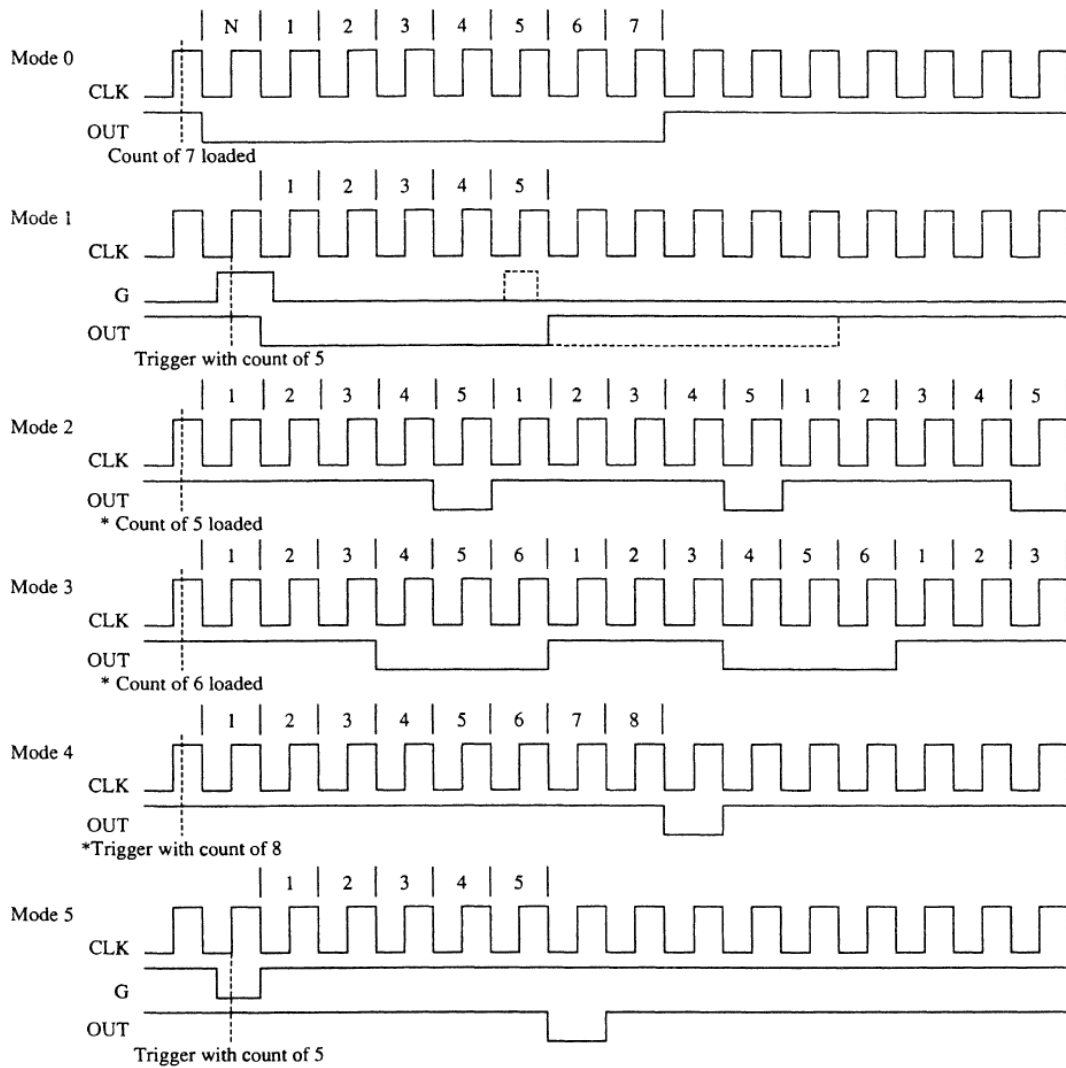 N 1 2 3 4 5 6 7
Mode 0
CLK
OUT
Count of 7 loaded
1 2 3 4 5
Mode 1
CLK
G
OUT
Trigger with count of 5
1 2 3 4 5 1 2 3 4 5 1 2 3 4 5
Mode 2
CLK
OUT
* Count of 5 loaded
1 2 3 4 5 6 1 2 3 4 5 6 1 2 3
Mode 3
CLK
OUT
* Count of 6 loaded
1 2 3 4 5 6 7 8
Mode 4
CLK
OUT
*Trigger with count of 8
1 2 3 4 5
Mode 5
CLK
G
OUT
Trigger with count of 5